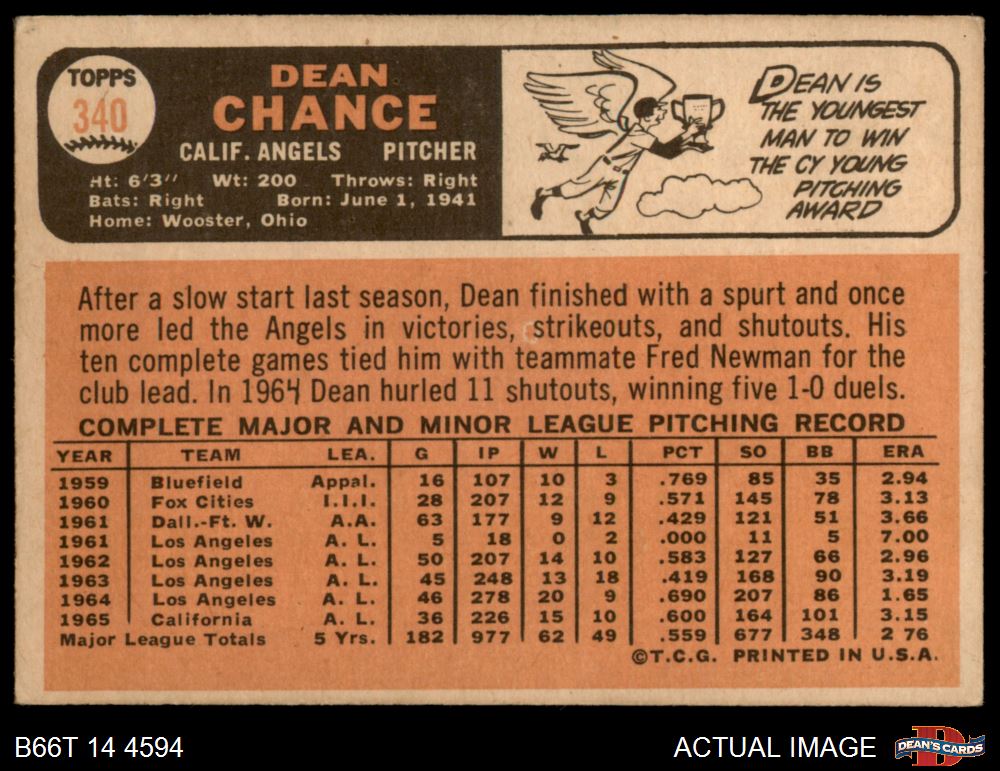 TOPPS
340
DEAN
CHANCE
CALIF. ANGELS PITCHER
Ht: 6'3" Wt: 200 Throws: Right
Bats: Right Born: June 1, 1941
Home: Wooster, Ohio
DEAN IS
THE YOUNGEST
MAN TO WIN
THE CY YOUNG
PITCHING
AWARD
After a slow start last season, Dean finished with a spurt and once
more led the Angels in victories, strikeouts, and shutouts. His
ten complete games tied him with teammate Fred Newman for the
club lead. In 1964 Dean hurled 11 shutouts, winning five 1-0 duels.
COMPLETE MAJOR AND MINOR LEAGUE PITCHING RECORD
YEAR TEAM LEA. G IP W L PCT SO BB ERA
1959 Bluefield Appal. 16 107 10 3 .769 85 35 2.94
1960 Fox Cities I.I.I. 28 207 12 9 .571 145 78 3.13
1961 Dall.-Ft. W. A.A. 63 177 9 12 .429 121 51 3.66
1961 Los Angeles A. L. 5 18 0 2 .000 11 5 7.00
1962 Los Angeles A. L. 50 207 14 10 .583 127 66 2.96
1963 Los Angeles A. L. 45 248 13 18 .419 168 90 3.19
1964 Los Angeles A. L. 46 278 20 9 .690 207 86 1.65
1965 California A. L. 36 226 15 10 .600 164 101 3.15
Major League Totals 5 Yrs. 182 977 62 49 .559 677 348 2 76
©T.C.G. PRINTED IN U.S.A.
B66T 14 4594
ACTUAL IMAGE
DEAN'S CARDS